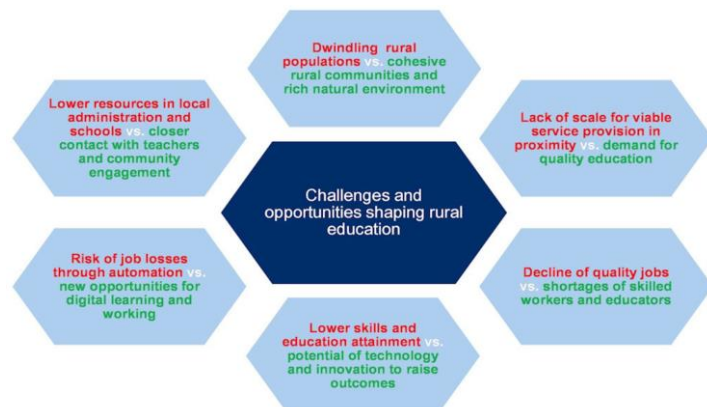 Dwindling rural
populations vs. cohesive
rural communities and
rich natural environment
Lower resources in local
administration and
schools vs. closer
contact with teachers
and community
engagement
Lack of scale for viable
service provision in
proximity vs. demand for
quality education
Challenges and
opportunities shaping rural
education
Risk of job losses
through automation vs.
new opportunities for
digital learning and
working
Decline of quality jobs
vs. shortages of skilled
workers and educators
Lower skills and
education attainment vs.
potential of technology
and innovation to raise
outcomes